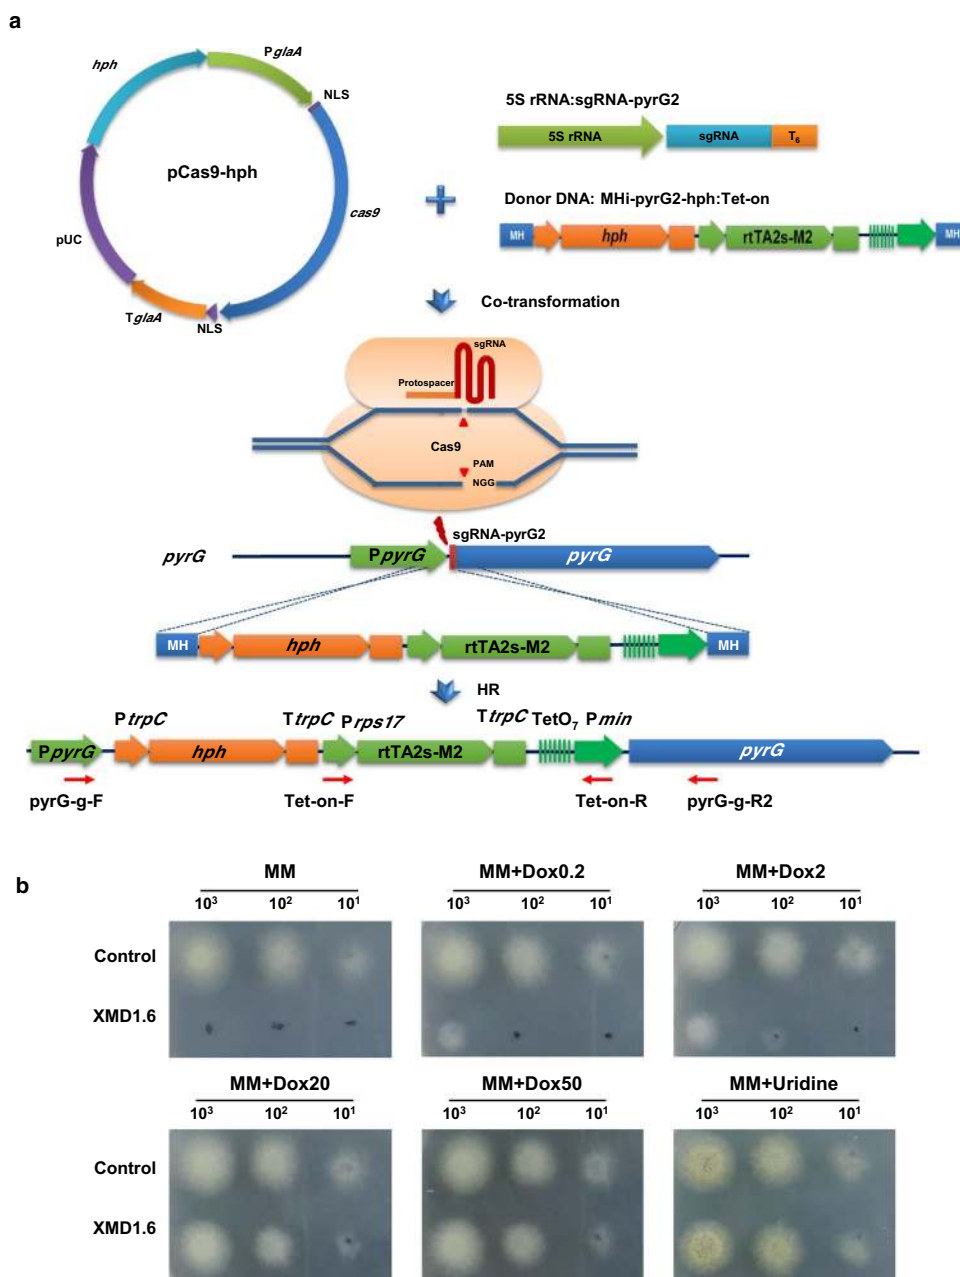 a
hph
PglaA
NLS
pCas9-hph
cas9
pUC
TglaA
NLS
5S rRNA:sgRNA-pyrG2
5S rRNA
sgRNA
T6
Donor DNA: MHi-pyrG2-hph:Tet-on
MH
hph
rtTA2s-M2
MH
Co-transformation
sgRNA
Protospacer
Cas9
PAM
NGG
sgRNA-pyrG2
pyrG
PpyrG
pyrG
MH
hph
rtTA2s-M2
MH
HR
PtrpC
TtrpC
Prps17
TtrpC
TetO7
Pmin
PpyrG
hph
rtTA2s-M2
pyrG
pyrG-g-F
Tet-on-F
Tet-on-R
pyrG-g-R2
b
MM
MM+Dox0.2
MM+Dox2
10³ 10² 10¹
10³ 10² 10¹
10³ 10² 10¹
Control
XMD1.6
MM+Dox20
MM+Dox50
MM+Uridine
10³ 10² 10¹
10³ 10² 10¹
10³ 10² 10¹
Control
XMD1.6